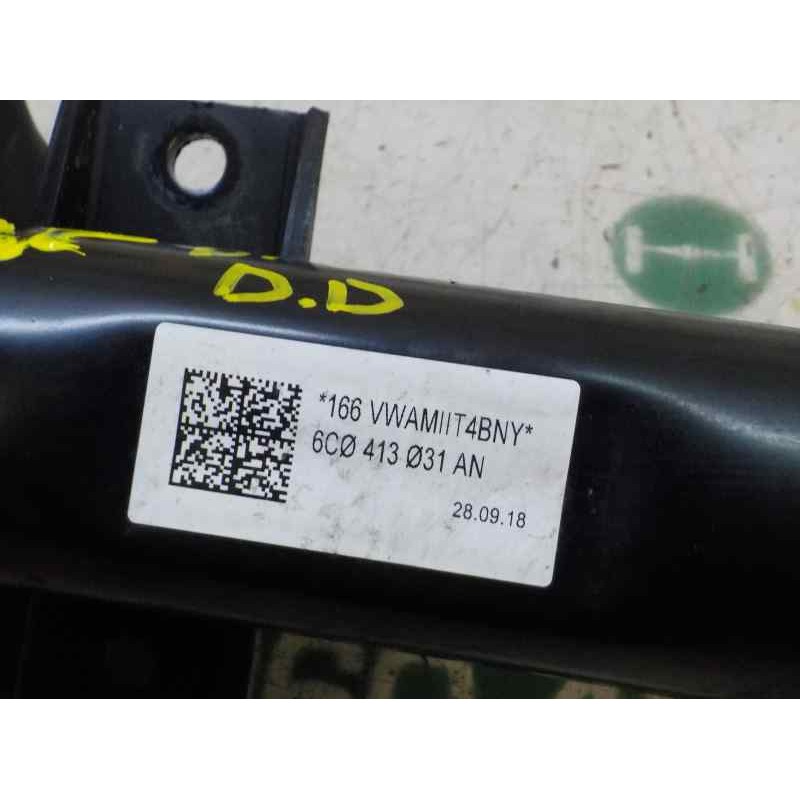 D.D
*166 VWAMIIT4BNY*
6CØ 413 Ø31 AN
28.09.18